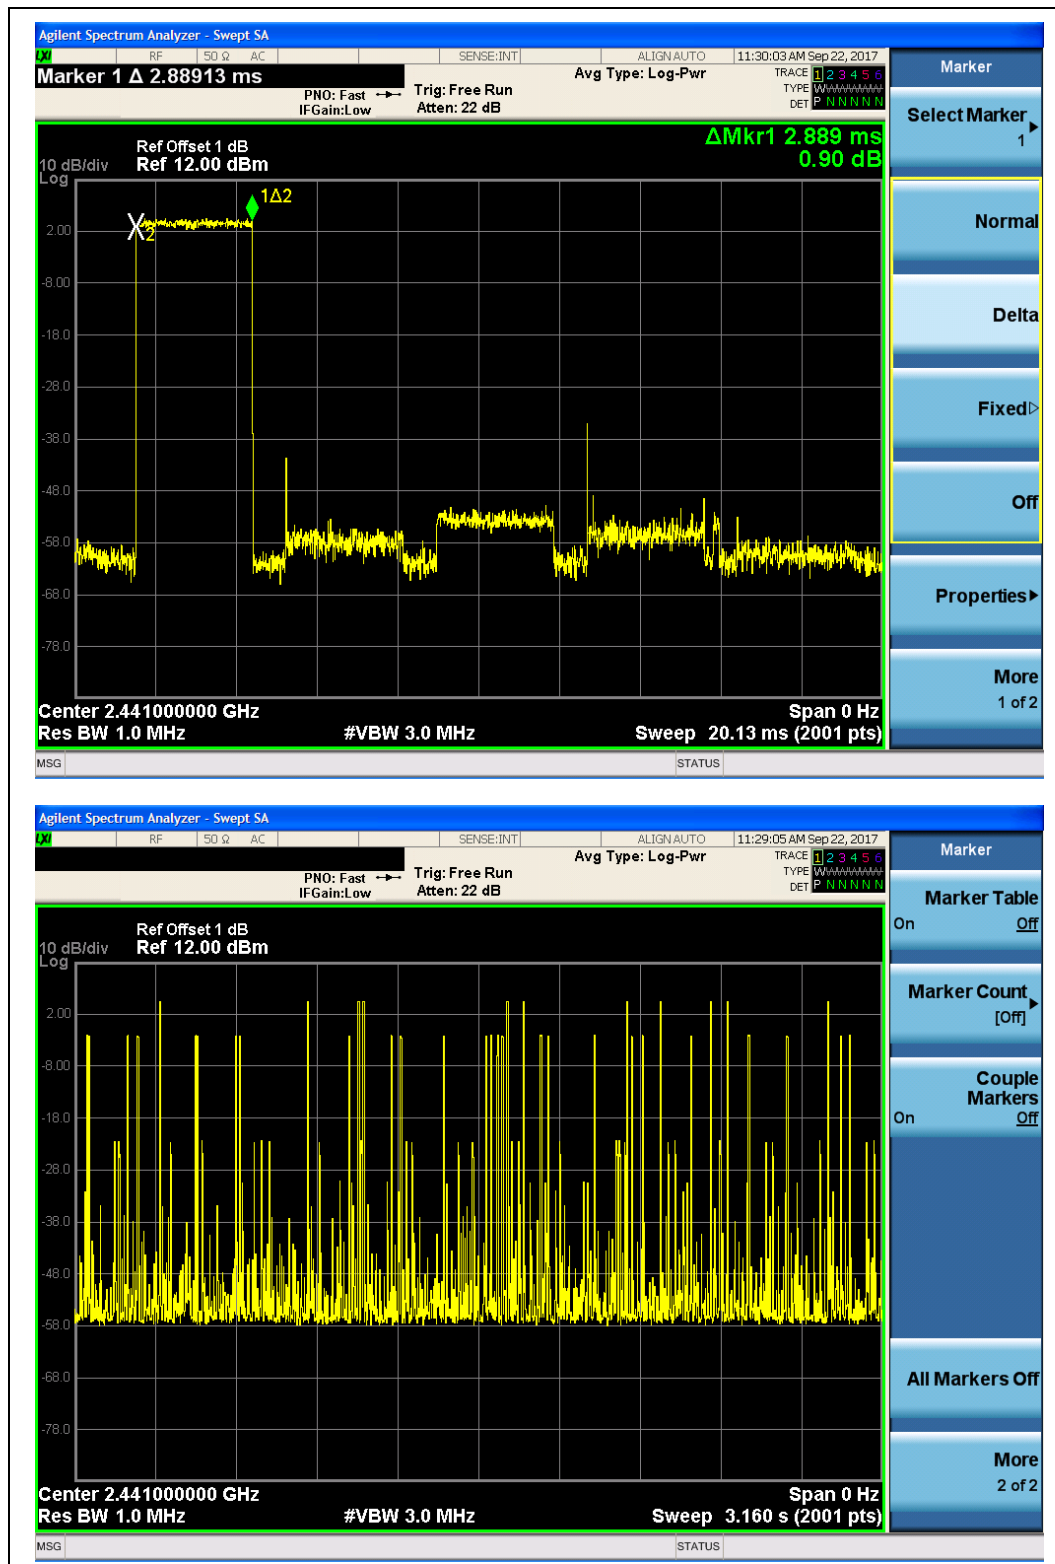 Agilent Spectrum Analyzer - Swept SA
LXI RF 50 Ω AC SENSE:INT ALIGN AUTO 11:30:03 AM Sep 22, 2017
Marker 1 Δ 2.88913 ms
PNO: Fast
IFGain:Low
Trig: Free Run
Atten: 22 dB
Avg Type: Log-Pwr
TRACE 1 2 3 4 5 6
TYPE
DET P N N N N N
Marker
Select Marker
1
Normal
Delta
Fixed
Off
Properties
More
1 of 2
ΔMkr1 2.889 ms
0.90 dB
Ref Offset 1 dB
10 dB/div Ref 12.00 dBm
Log
1Δ2
X2
2.00
-8.00
-18.0
-28.0
-38.0
-48.0
-58.0
-68.0
-78.0
Center 2.441000000 GHz Span 0 Hz
Res BW 1.0 MHz #VBW 3.0 MHz Sweep 20.13 ms (2001 pts)
MSG STATUS
Agilent Spectrum Analyzer - Swept SA
LXI RF 50 Ω AC SENSE:INT ALIGN AUTO 11:29:05 AM Sep 22, 2017
PNO: Fast
IFGain:Low
Trig: Free Run
Atten: 22 dB
Avg Type: Log-Pwr
TRACE 1 2 3 4 5 6
TYPE
DET P N N N N N
Marker
Marker Table
On Off
Marker Count
[Off]
Couple
Markers
On Off
All Markers Off
More
2 of 2
Ref Offset 1 dB
10 dB/div Ref 12.00 dBm
Log
2.00
-8.00
-18.0
-28.0
-38.0
-48.0
-58.0
-68.0
-78.0
Center 2.441000000 GHz Span 0 Hz
Res BW 1.0 MHz #VBW 3.0 MHz Sweep 3.160 s (2001 pts)
MSG STATUS